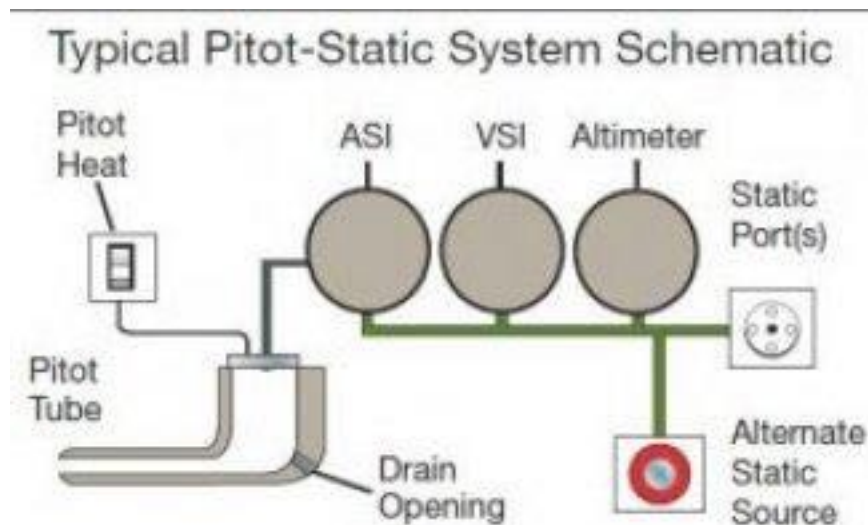 Typical Pitot-Static System Schematic
Pitot
Heat
ASI
VSI
Altimeter
Static
Port(s)
Pitot
Tube
Drain
Opening
Alternate
Static
Source